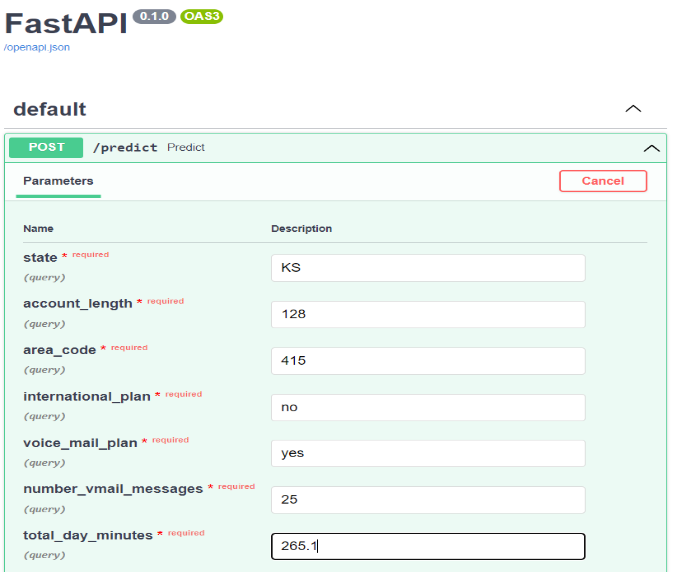 FastAPI 0.1.0 OAS3
/openapi.json
default
POST /predict Predict
Parameters Cancel
Name Description
state * required KS
(query)
account_length * required 128
(query)
area_code * required 415
(query)
international_plan * required no
(query)
voice_mail_plan * required yes
(query)
number_vmail_messages * required 25
(query)
total_day_minutes * required 265.1
(query)